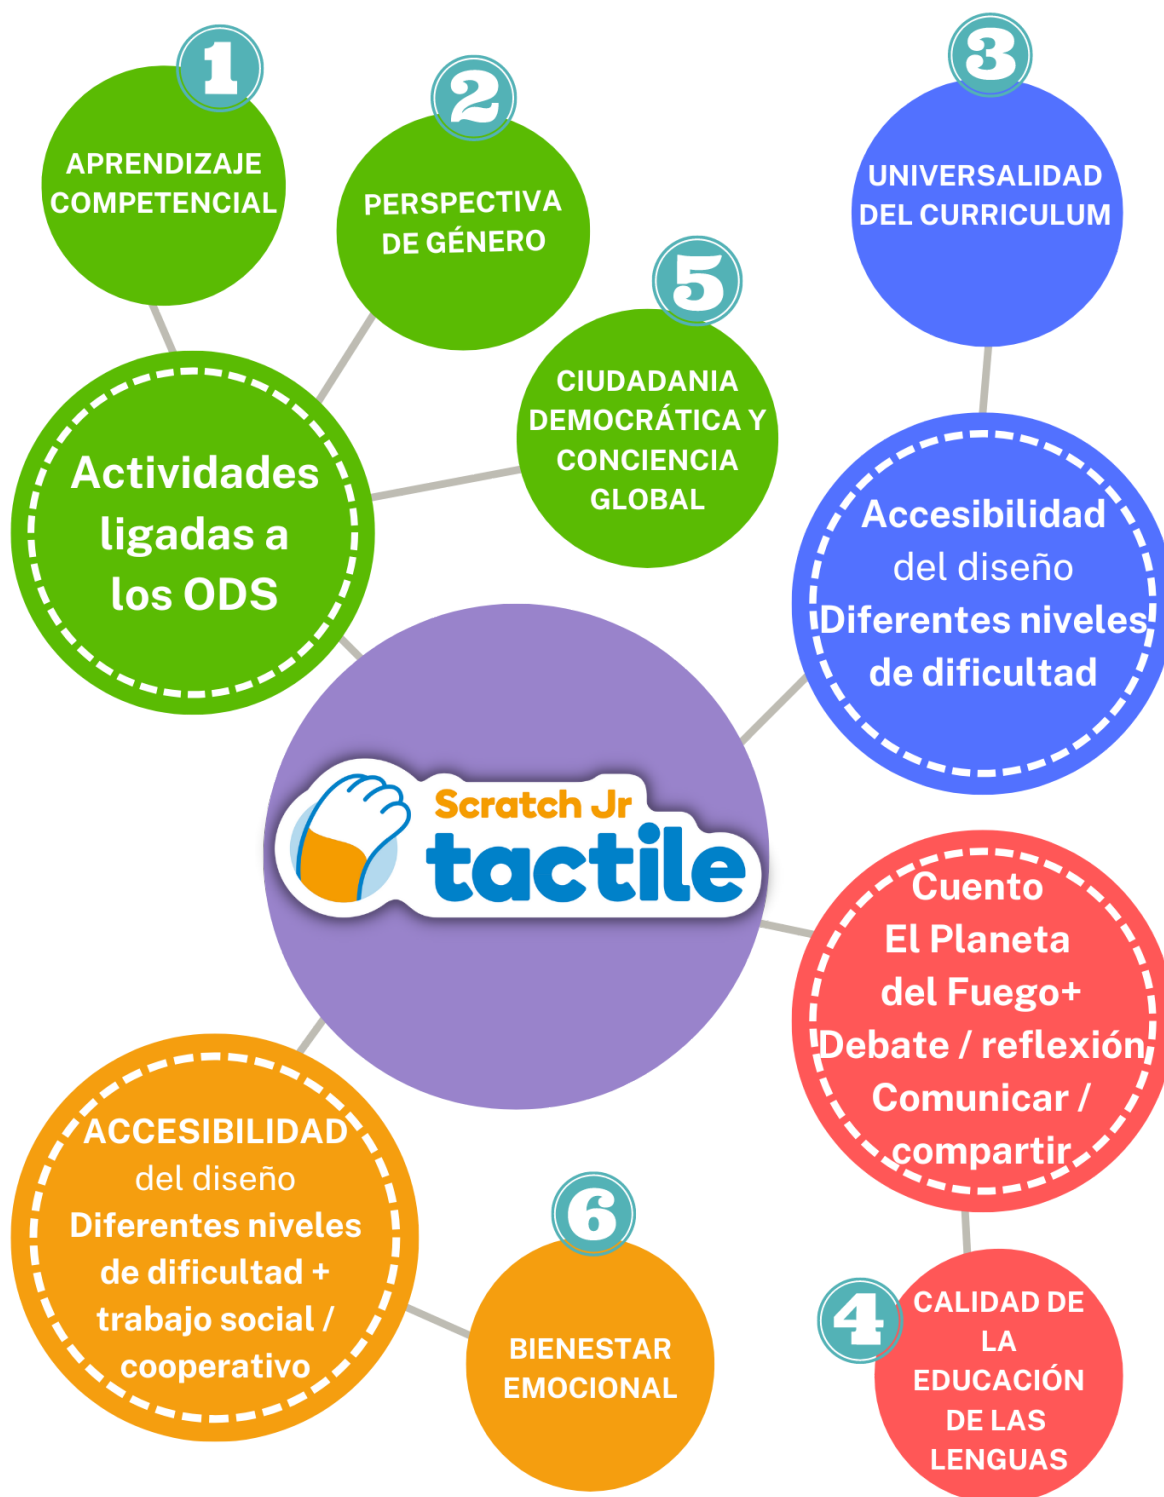 1
APRENDIZAJE
COMPETENCIAL
2
PERSPECTIVA
DE GÉNERO
3
UNIVERSALIDAD
DEL CURRICULUM
5
CIUDADANIA
DEMOCRÁTICA Y
CONCIENCIA
GLOBAL
Actividades
ligadas a
los ODS
Accesibilidad
del diseño
Diferentes niveles
de dificultad
Scratch Jr
tactile
Cuento
El Planeta
del Fuego+
Debate / reflexión
Comunicar /
compartir
ACCESIBILIDAD
del diseño
Diferentes niveles
de dificultad +
trabajo social /
cooperativo
6
BIENESTAR
EMOCIONAL
4
CALIDAD DE
LA
EDUCACIÓN
DE LAS
LENGUAS